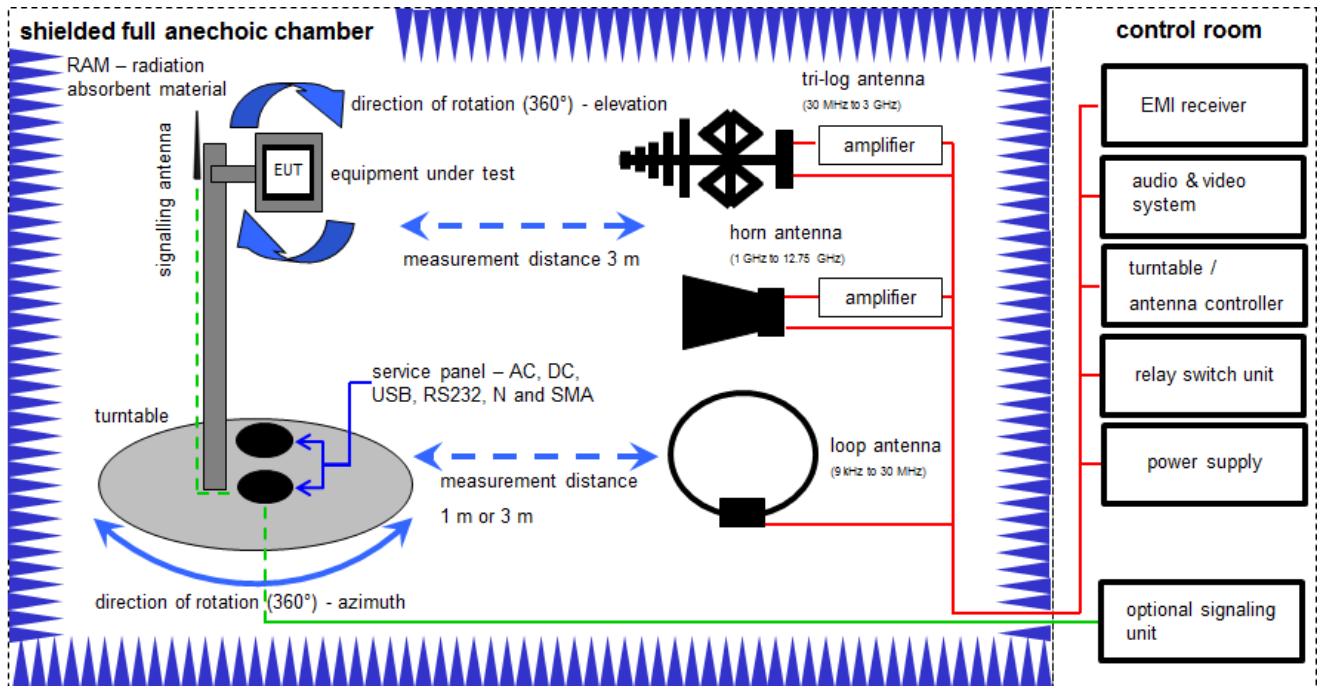 shielded full anechoic chamber
RAM – radiation
absorbent material
signalling antenna
direction of rotation (360°) - elevation
EUT
equipment under test
measurement distance 3 m
tri-log antenna
(30 MHz to 3 GHz)
amplifier
horn antenna
(1 GHz to 12.75 GHz)
amplifier
service panel – AC, DC,
USB, RS232, N and SMA
turntable
measurement distance
1 m or 3 m
loop antenna
(9 kHz to 30 MHz)
direction of rotation (360°) - azimuth
control room
EMI receiver
audio & video
system
turntable /
antenna controller
relay switch unit
power supply
optional signaling
unit